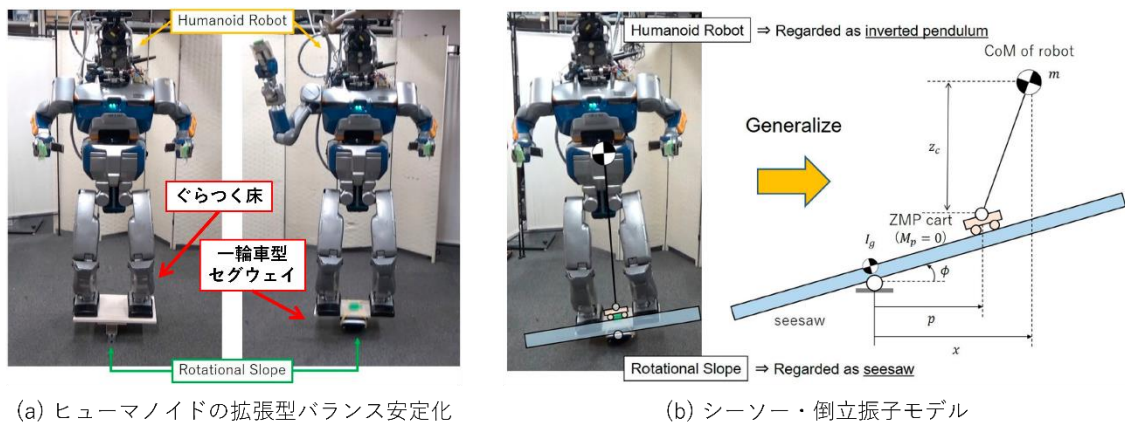 Humanoid Robot
ぐらつく床
一輪車型
セグウェイ
Rotational Slope
(a) ヒューマノイドの拡張型バランス安定化
Humanoid Robot ⇒ Regarded as inverted pendulum
CoM of robot
m
Generalize
z_c
ZMP cart
(M_p = 0)
I_g
ϕ
seesaw
p
x
Rotational Slope ⇒ Regarded as seesaw
(b) シーソー・倒立振子モデル